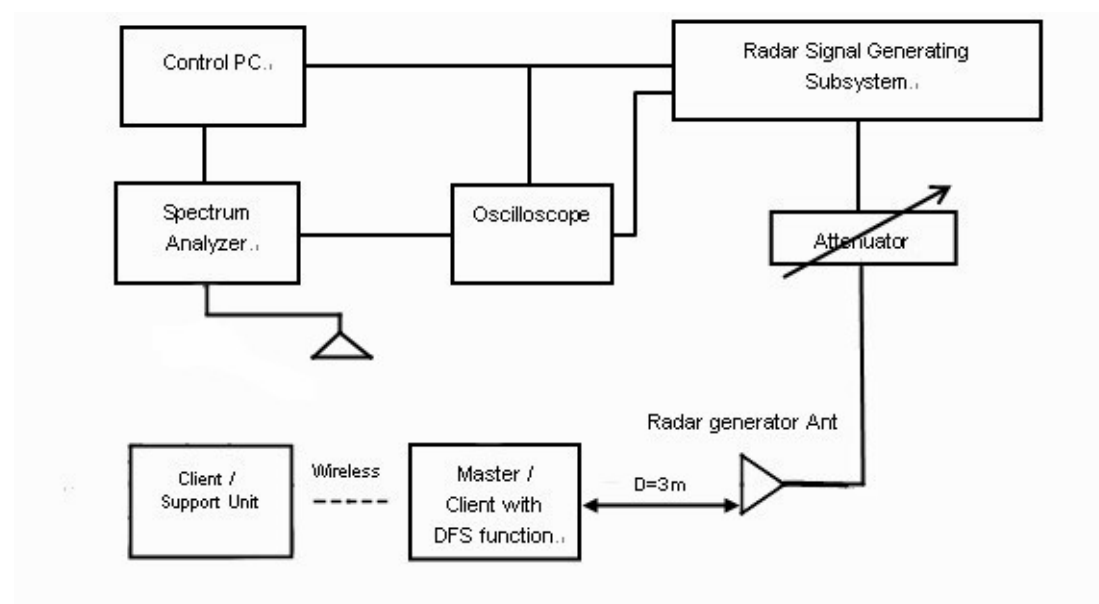 Control PC.
Radar Signal Generating
Subsystem.
Spectrum
Analyzer.
Oscilloscope
Attenuator
Radar generator Ant
Client /
Support Unit
Wireless
Master /
Client with
DFS function.
D=3m